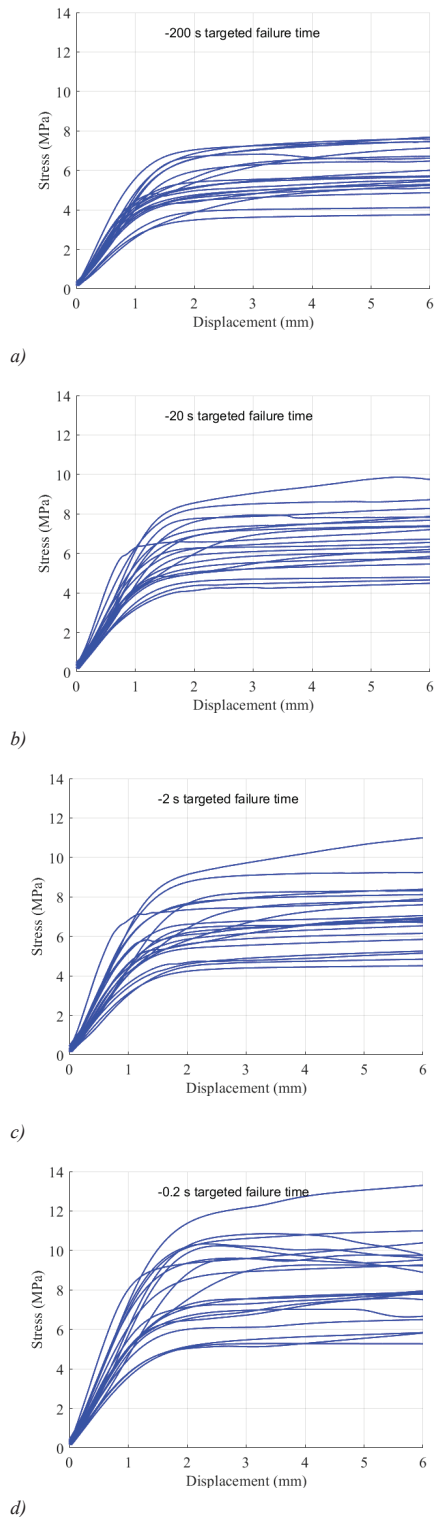 14
-200 s targeted failure time
12
10
8
6
4
2
0
Stress (MPa)
0 1 2 3 4 5 6
Displacement (mm)
a)
14
-20 s targeted failure time
12
10
8
6
4
2
0
Stress (MPa)
0 1 2 3 4 5 6
Displacement (mm)
b)
14
-2 s targeted failure time
12
10
8
6
4
2
0
Stress (MPa)
0 1 2 3 4 5 6
Displacement (mm)
c)
14
-0.2 s targeted failure time
12
10
8
6
4
2
0
Stress (MPa)
0 1 2 3 4 5 6
Displacement (mm)
d)